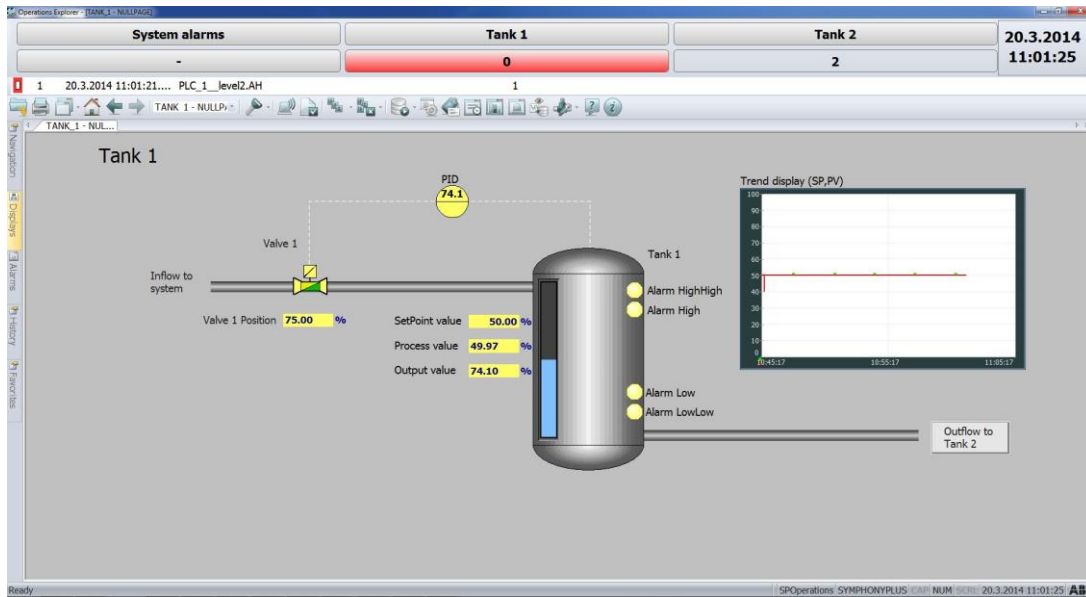 Operations Explorer - [TANK_1 - NULLPAGE]
System alarms
Tank 1
Tank 2
20.3.2014
11:01:25
-
0
2
1 20.3.2014 11:01:21.... PLC_1__level2.AH 1
TANK 1 - NULLP
TANK_1 - NUL...
Navigation
Displays
Alarms
History
Favorites
Tank 1
PID
74.1
Valve 1
Inflow to
system
Valve 1 Position 75.00 %
SetPoint value 50.00 %
Process value 49.97 %
Output value 74.10 %
Tank 1
Alarm HighHigh
Alarm High
Alarm Low
Alarm LowLow
Outflow to
Tank 2
Trend display (SP,PV)
100
90
80
70
60
50
40
30
20
10
0
10:45:17 10:55:17 11:05:17
Ready
SPOperations SYMPHONYPLUS CAP NUM SCRL 20.3.2014 11:01:25 ABB